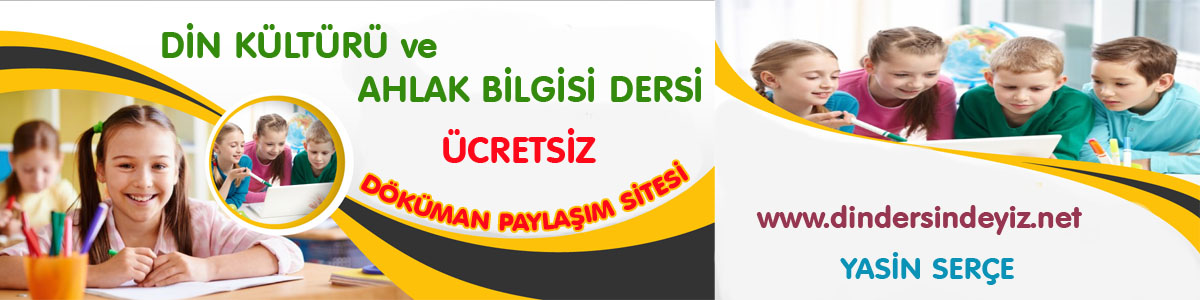 DİN KÜLTÜRÜ ve
AHLAK BİLGİSİ DERSİ
ÜCRETSİZ
DÖKÜMAN PAYLAŞIM SİTESİ
www.dindersindeyiz.net
YASİN SERÇE